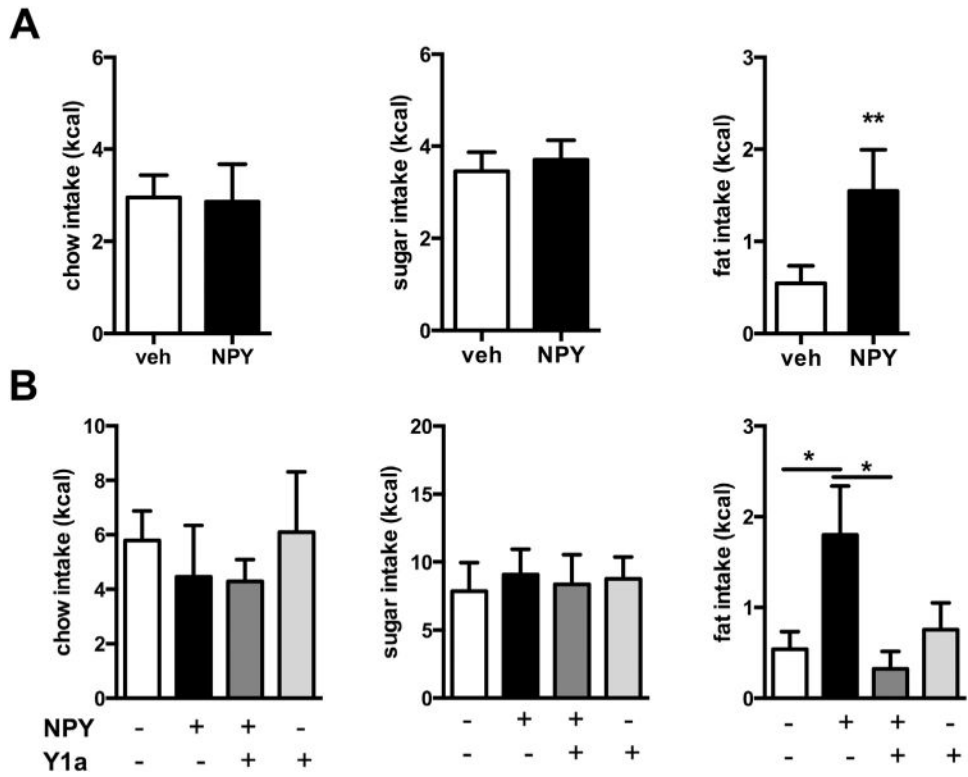 A
chow intake (kcal)
6
4
2
0
veh NPY
sugar intake (kcal)
6
4
2
0
veh NPY
fat intake (kcal)
3
2
1
0
**
veh NPY
B
chow intake (kcal)
10
8
6
4
2
0
NPY - + + -
Y1a - - + +
sugar intake (kcal)
20
15
10
5
0
- + + -
- - + +
fat intake (kcal)
3
2
1
0
* *
- + + -
- - + +